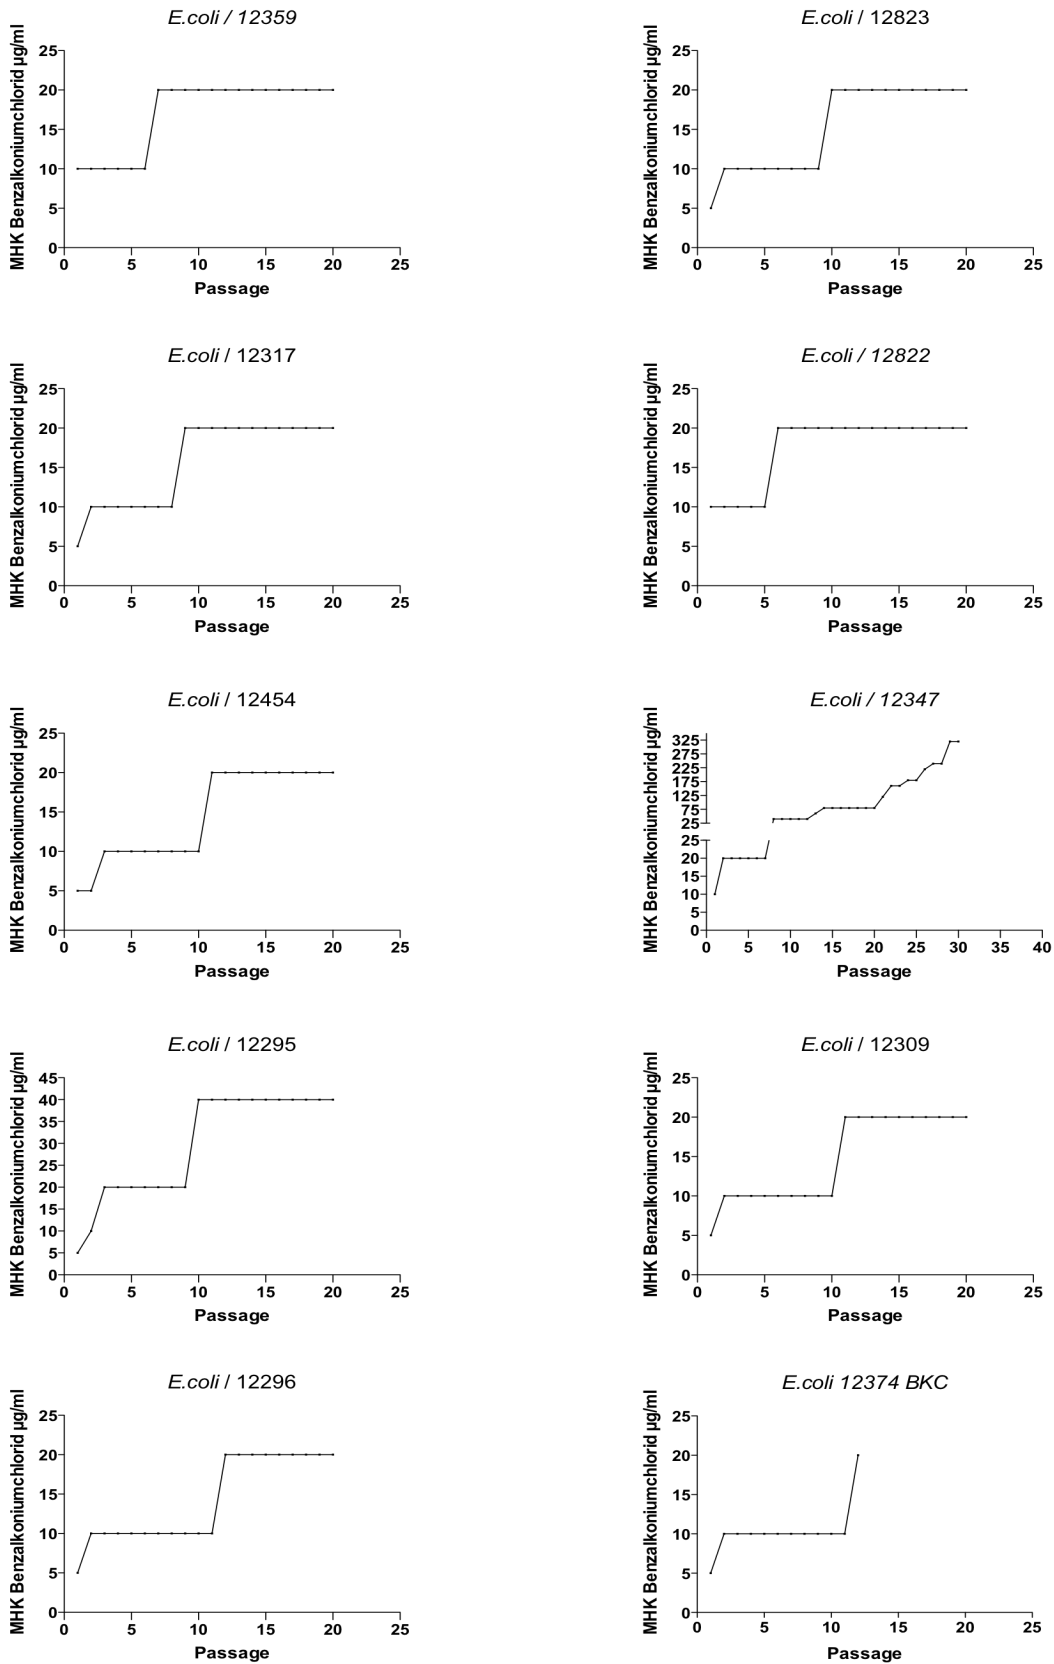 E.coli / 12359
MHK Benzalkoniumchlorid µg/ml
25
20
15
10
5
0
0 5 10 15 20 25
Passage
E.coli / 12823
MHK Benzalkoniumchlorid µg/ml
25
20
15
10
5
0
0 5 10 15 20 25
Passage
E.coli / 12317
MHK Benzalkoniumchlorid µg/ml
25
20
15
10
5
0
0 5 10 15 20 25
Passage
E.coli / 12822
MHK Benzalkoniumchlorid µg/ml
25
20
15
10
5
0
0 5 10 15 20 25
Passage
E.coli / 12454
MHK Benzalkoniumchlorid µg/ml
25
20
15
10
5
0
0 5 10 15 20 25
Passage
E.coli / 12347
MHK Benzalkoniumchlorid µg/ml
325
275
225
175
125
75
25
25
20
15
10
5
0
0 5 10 15 20 25 30 35 40
Passage
E.coli / 12295
MHK Benzalkoniumchlorid µg/ml
45
40
35
30
25
20
15
10
5
0
0 5 10 15 20 25
Passage
E.coli / 12309
MHK Benzalkoniumchlorid µg/ml
25
20
15
10
5
0
0 5 10 15 20 25
Passage
E.coli / 12296
MHK Benzalkoniumchlorid µg/ml
25
20
15
10
5
0
0 5 10 15 20 25
Passage
E.coli 12374 BKC
MHK Benzalkoniumchlorid µg/ml
25
20
15
10
5
0
0 5 10 15 20 25
Passage